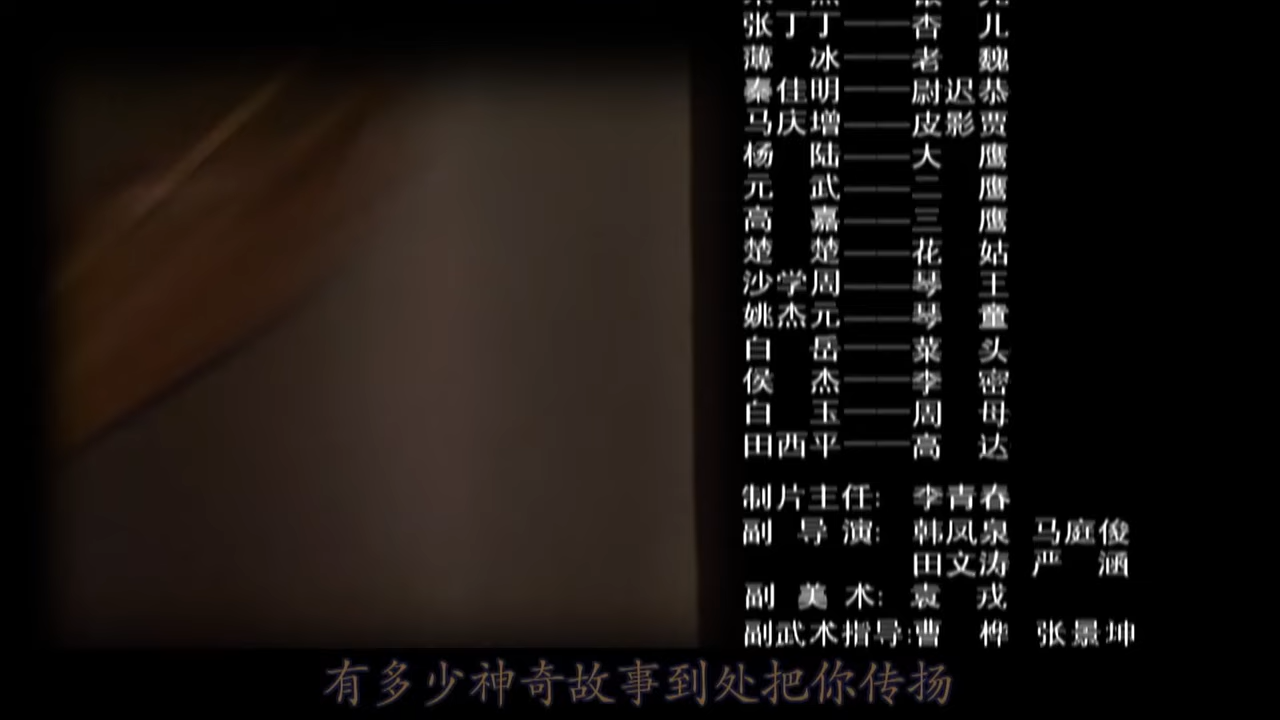 张丁丁——杏儿
薄冰——老魏
秦佳明——尉迟恭
马庆增——皮影贾
杨陆——大鹰
元武——二鹰
高嘉——三鹰
楚楚——花姑
沙学周——琴王
姚杰元——琴童
白岳——菜头
侯杰——李密
白玉——周母
田西平——高达
制片主任: 李青春
副导演: 韩凤泉 马庭俊
田文涛 严涵
副美术: 袁戎
副武术指导:曹桦 张景坤
有多少神奇故事到处把你传扬